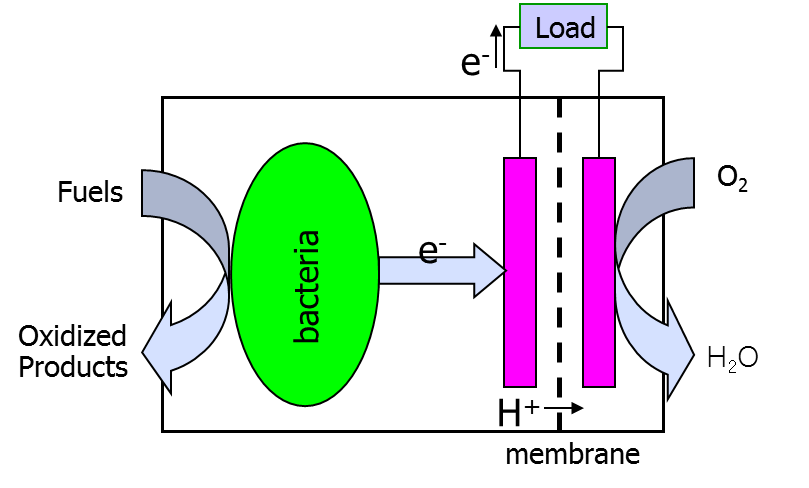 Load
e-
Fuels
O2
bacteria
e-
Oxidized
Products
H2O
H+
membrane